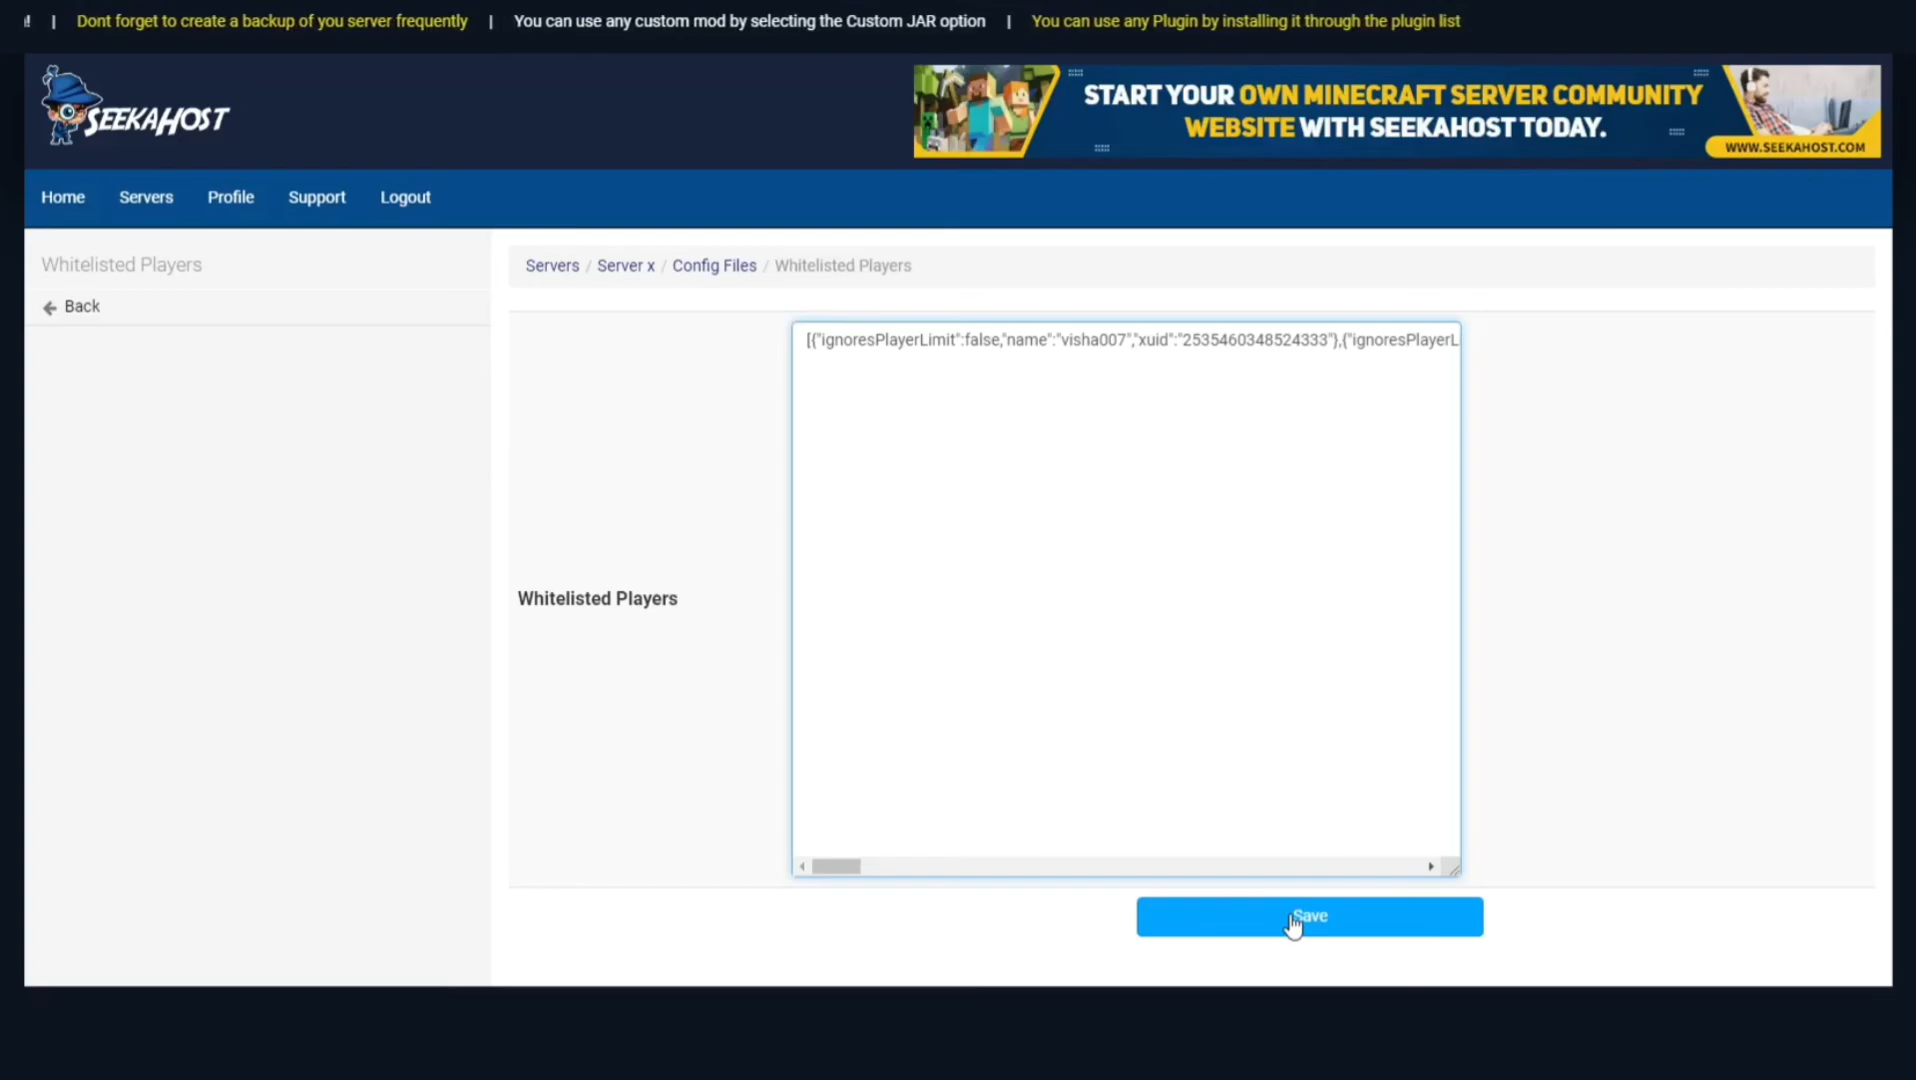 ! | Dont forget to create a backup of you server frequently | You can use any custom mod by selecting the Custom JAR option | You can use any Plugin by installing it through the plugin list
SEEKAHOST
START YOUR OWN MINECRAFT SERVER COMMUNITY
WEBSITE WITH SEEKAHOST TODAY.
WWW.SEEKAHOST.COM
Home Servers Profile Support Logout
Whitelisted Players
Back
Servers / Server x / Config Files / Whitelisted Players
[{"ignoresPlayerLimit":false,"name":"visha007","xuid":"2535460348524333"},{"ignoresPlayerL
Whitelisted Players
Save